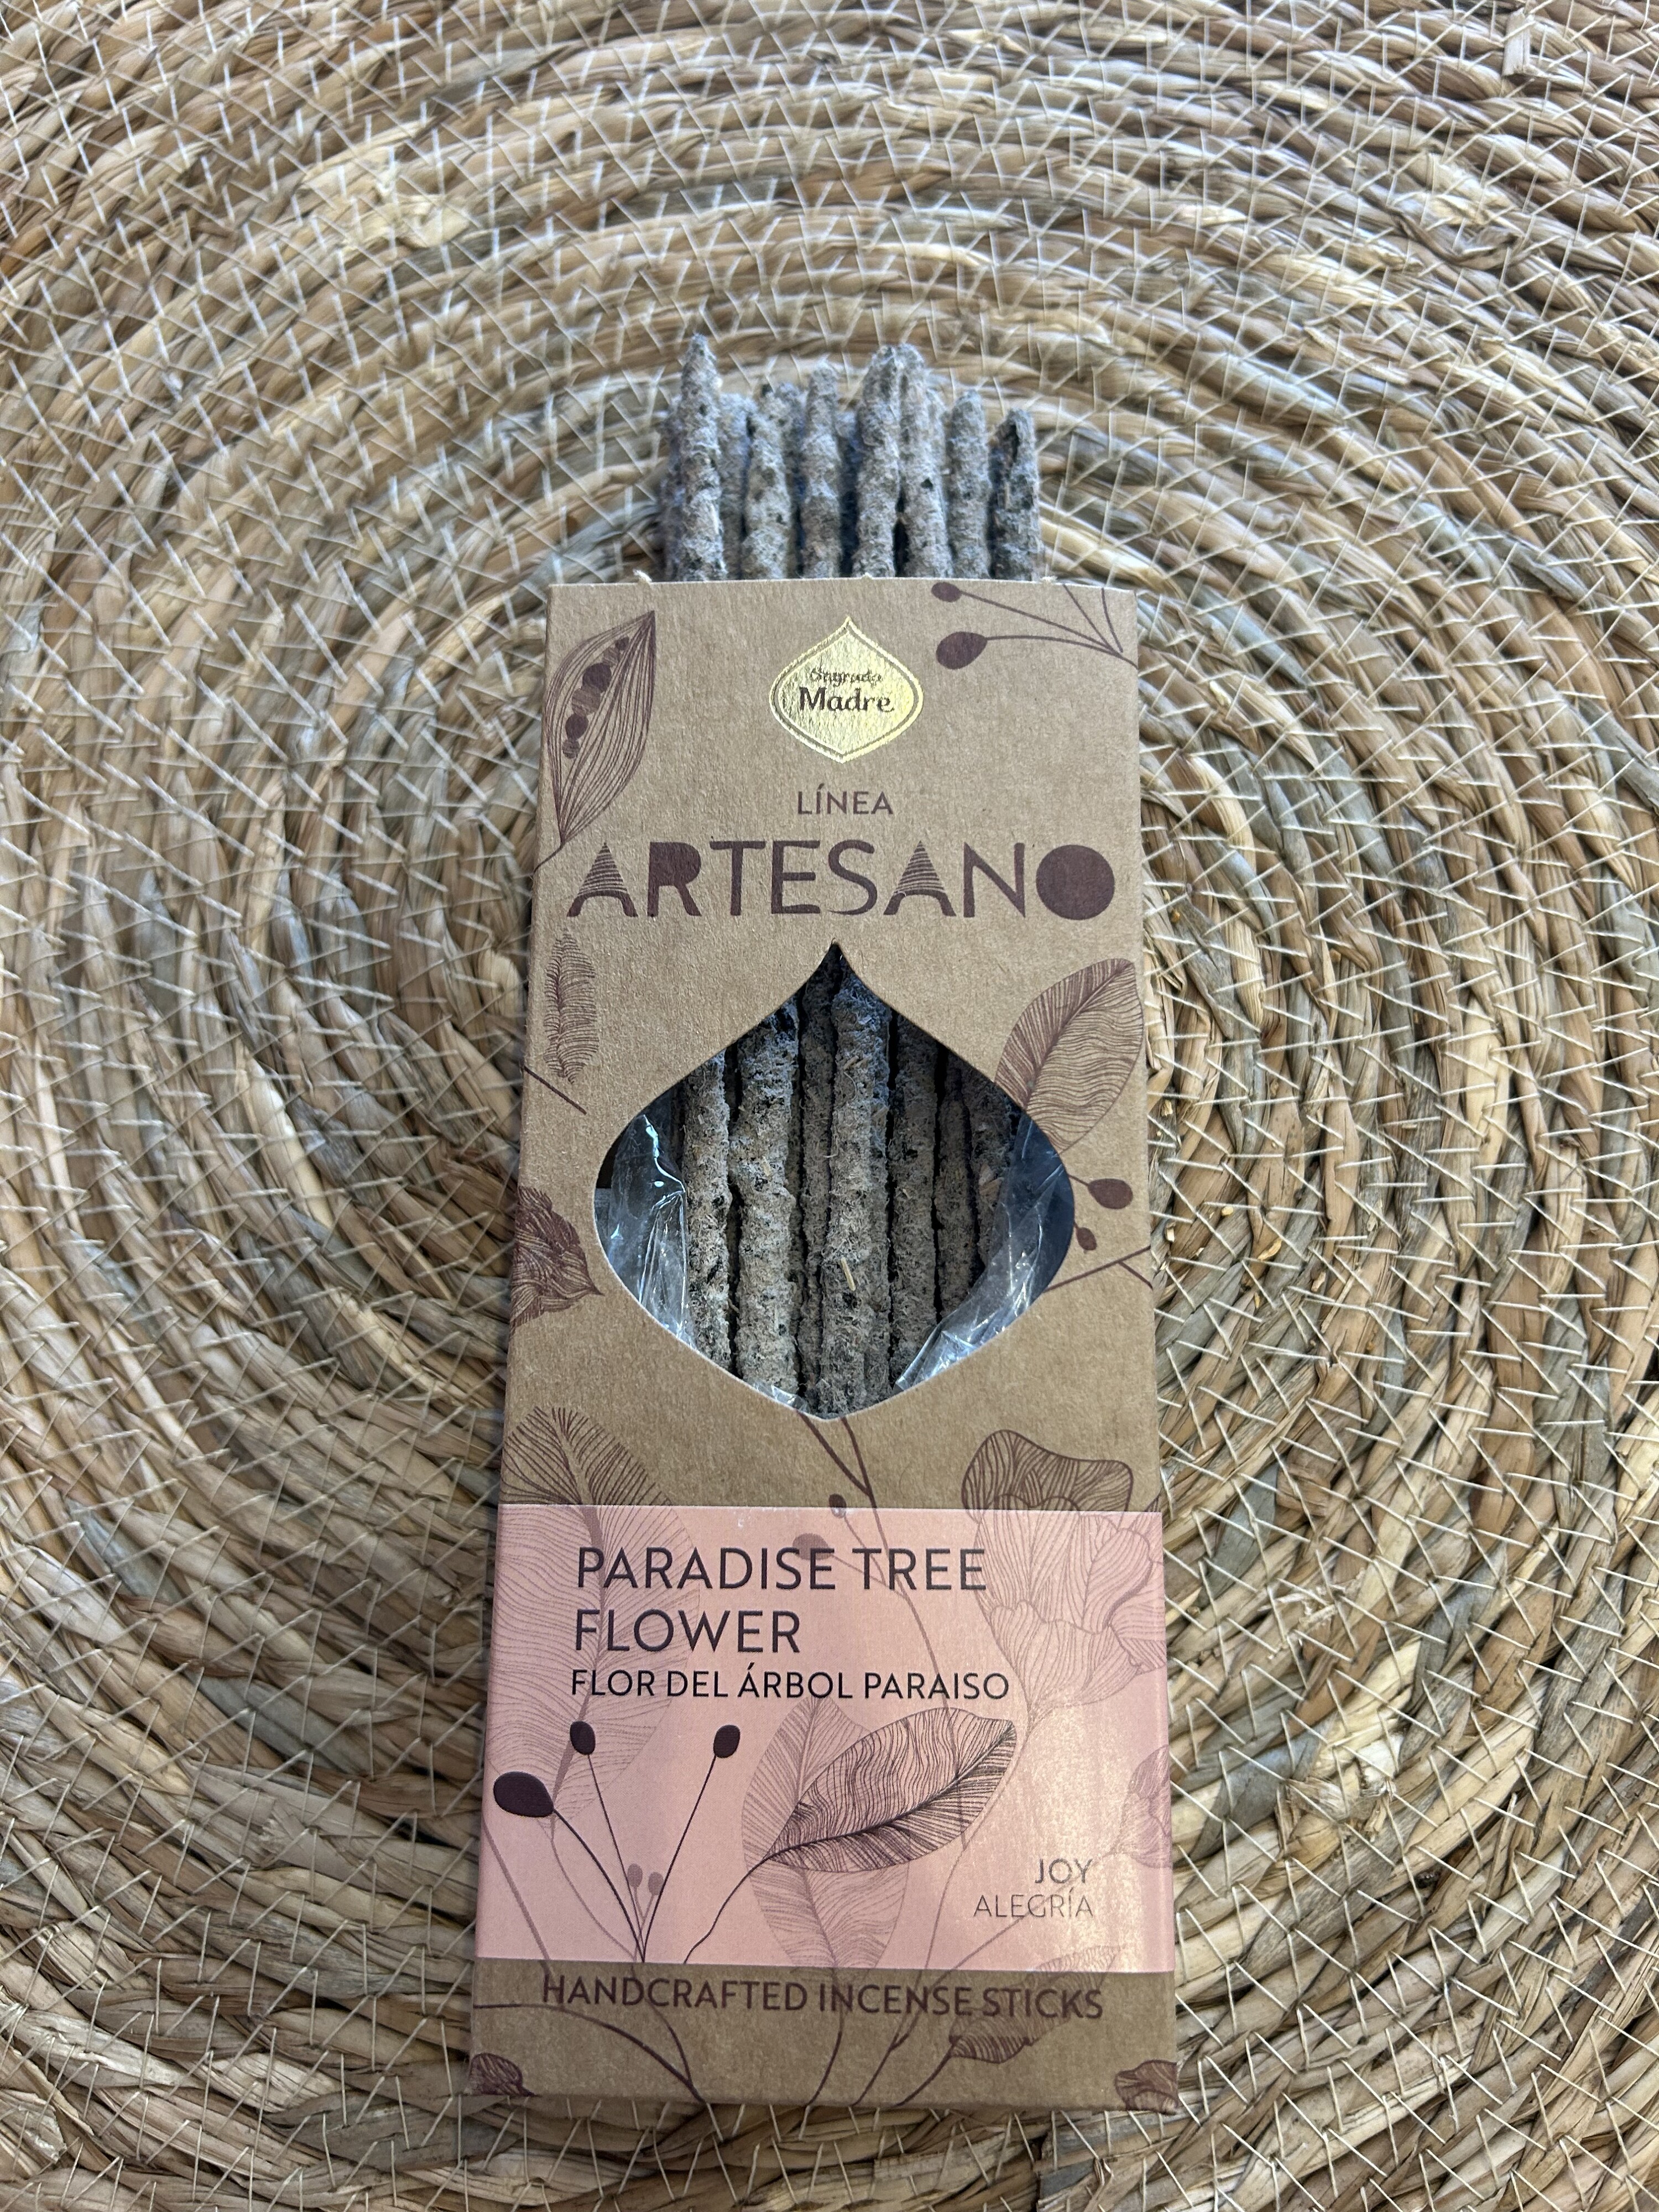 Sagrada
Madre
LÍNEA
ARTESANO
PARADISE TREE
FLOWER
FLOR DEL ÁRBOL PARAISO
JOY
ALEGRÍA
HANDCRAFTED INCENSE STICKS